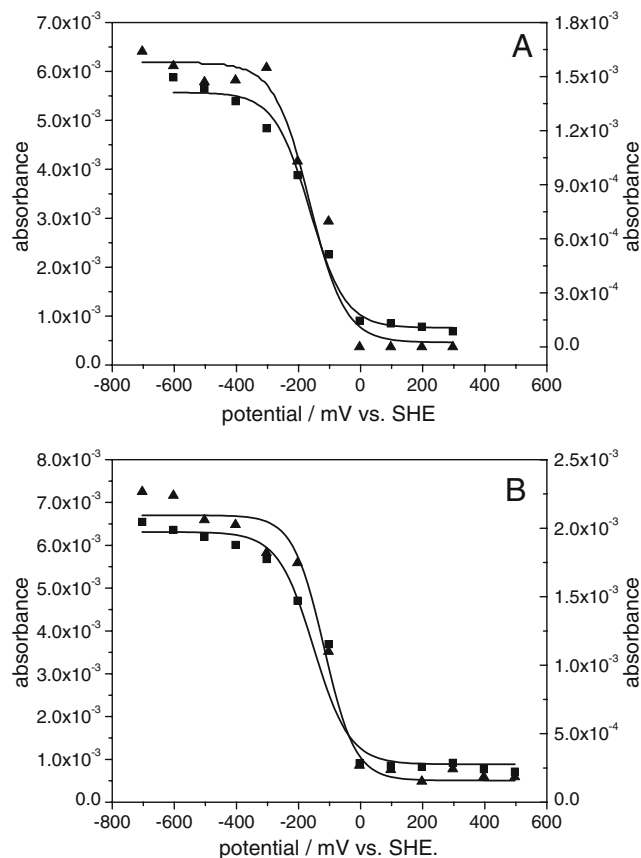 A
7.0x10⁻³
6.0x10⁻³
5.0x10⁻³
4.0x10⁻³
3.0x10⁻³
2.0x10⁻³
1.0x10⁻³
0.0
absorbance
1.8x10⁻³
1.5x10⁻³
1.2x10⁻³
9.0x10⁻⁴
6.0x10⁻⁴
3.0x10⁻⁴
0.0
absorbance
-800 -600 -400 -200 0 200 400 600
potential / mV vs. SHE
B
8.0x10⁻³
7.0x10⁻³
6.0x10⁻³
5.0x10⁻³
4.0x10⁻³
3.0x10⁻³
2.0x10⁻³
1.0x10⁻³
0.0
absorbance
2.5x10⁻³
2.0x10⁻³
1.5x10⁻³
1.0x10⁻³
5.0x10⁻⁴
0.0
absorbance
-800 -600 -400 -200 0 200 400 600
potential / mV vs. SHE.